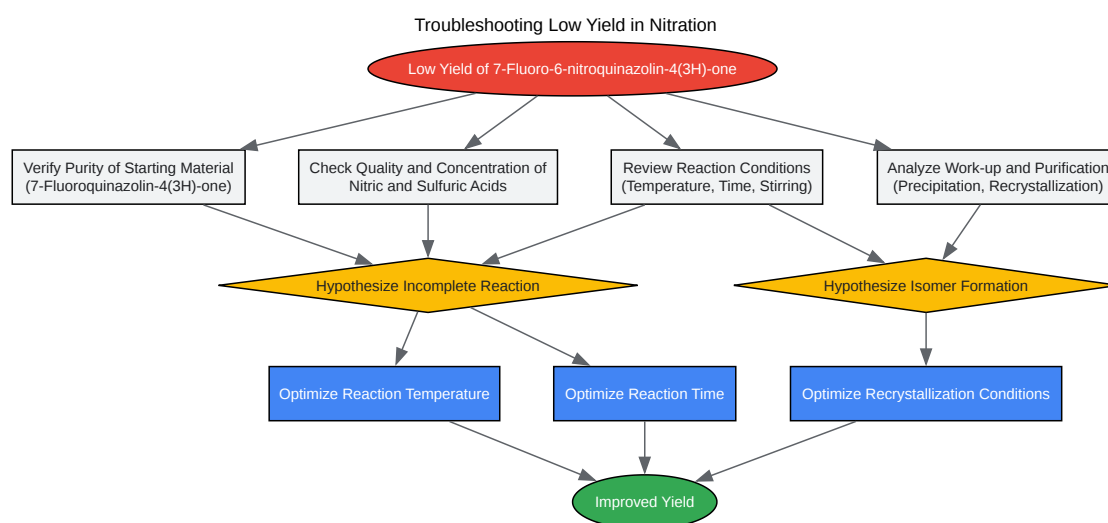 Troubleshooting Low Yield in Nitration
Low Yield of 7-Fluoro-6-nitroquinazolin-4(3H)-one
Verify Purity of Starting Material
(7-Fluoroquinazolin-4(3H)-one)
Check Quality and Concentration of
Nitric and Sulfuric Acids
Review Reaction Conditions
(Temperature, Time, Stirring)
Analyze Work-up and Purification
(Precipitation, Recrystallization)
Hypothesize Incomplete Reaction
Hypothesize Isomer Formation
Optimize Reaction Temperature
Optimize Reaction Time
Optimize Recrystallization Conditions
Improved Yield